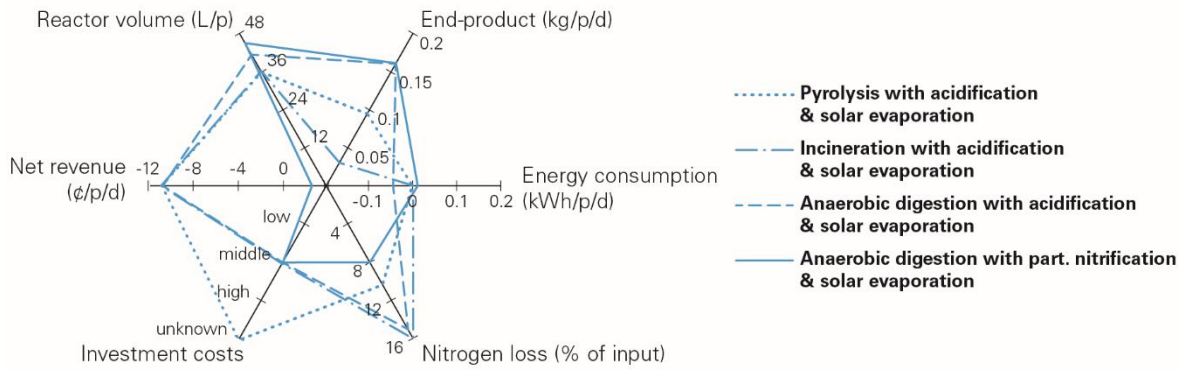 Reactor volume (L/p)
48
36
24
12
End-product (kg/p/d)
0.2
0.15
0.1
0.05
Net revenue
(¢/p/d)
-12
-8
-4
0
Energy consumption
(kWh/p/d)
-0.1
0
0.1
0.2
low
middle
high
unknown
Investment costs
4
8
12
16
Nitrogen loss (% of input)
Pyrolysis with acidification
& solar evaporation
Incineration with acidification
& solar evaporation
Anaerobic digestion with acidification
& solar evaporation
Anaerobic digestion with part. nitrification
& solar evaporation